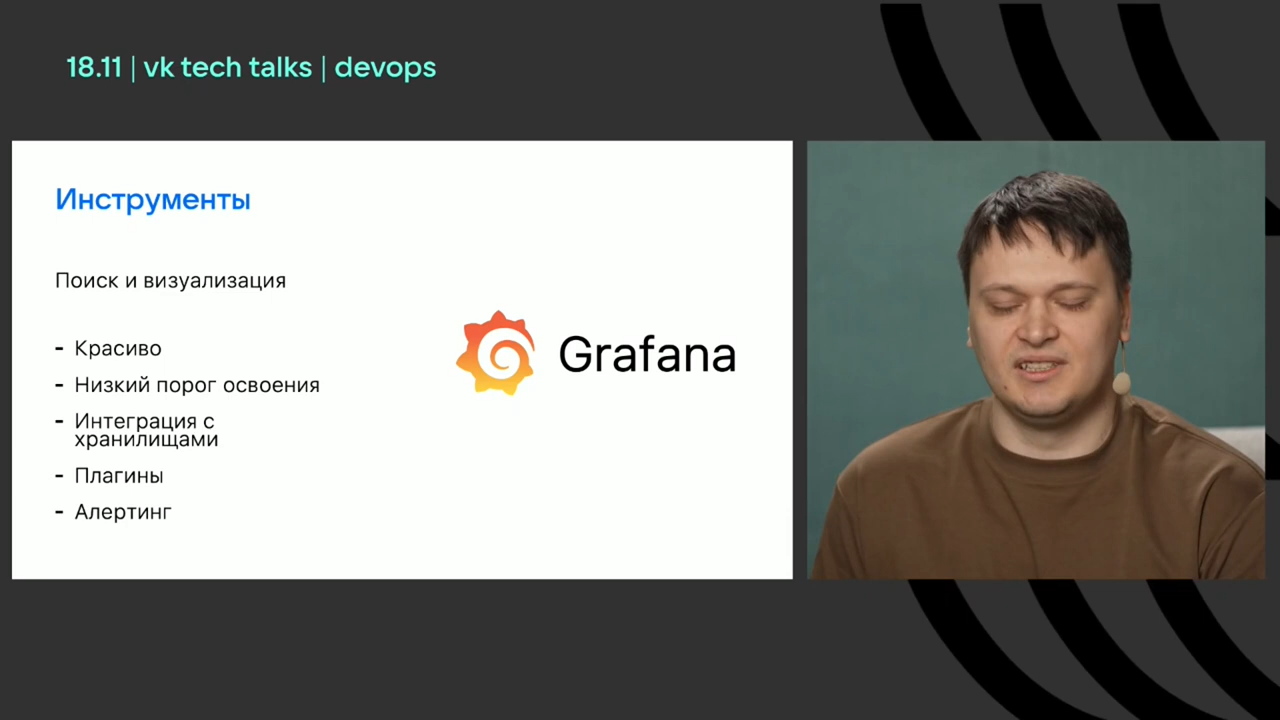 18.11 | vk tech talks | devops
Инструменты
Поиск и визуализация
- Красиво
- Низкий порог освоения
- Интеграция с
хранилищами
- Плагины
- Алертинг
Grafana